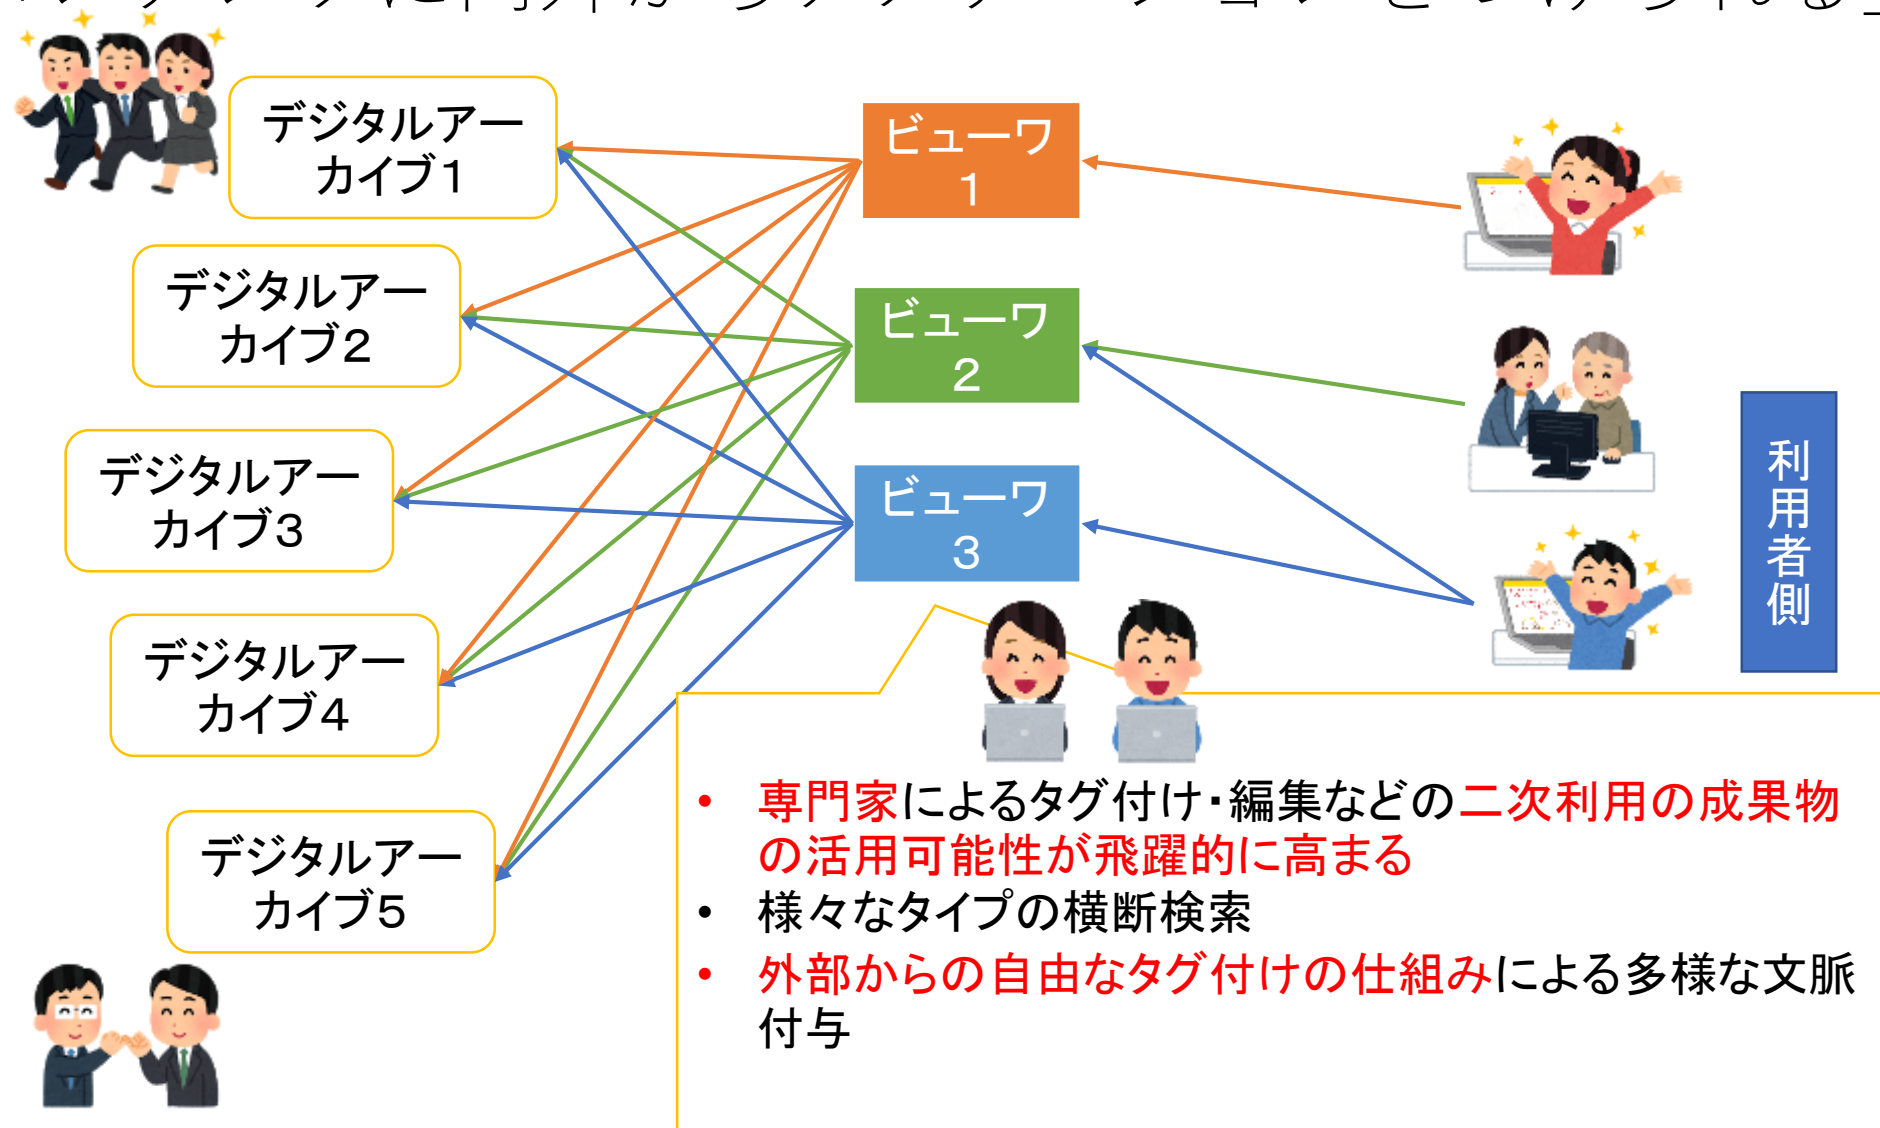 デジタルアー
カイブ1
デジタルアー
カイブ2
デジタルアー
カイブ3
デジタルアー
カイブ4
デジタルアー
カイブ5
ビューワ
1
ビューワ
2
ビューワ
3
利用者側
• 専門家によるタグ付け・編集などの二次利用の成果物
の活用可能性が飛躍的に高まる
• 様々なタイプの横断検索
• 外部からの自由なタグ付けの仕組みによる多様な文脈
付与